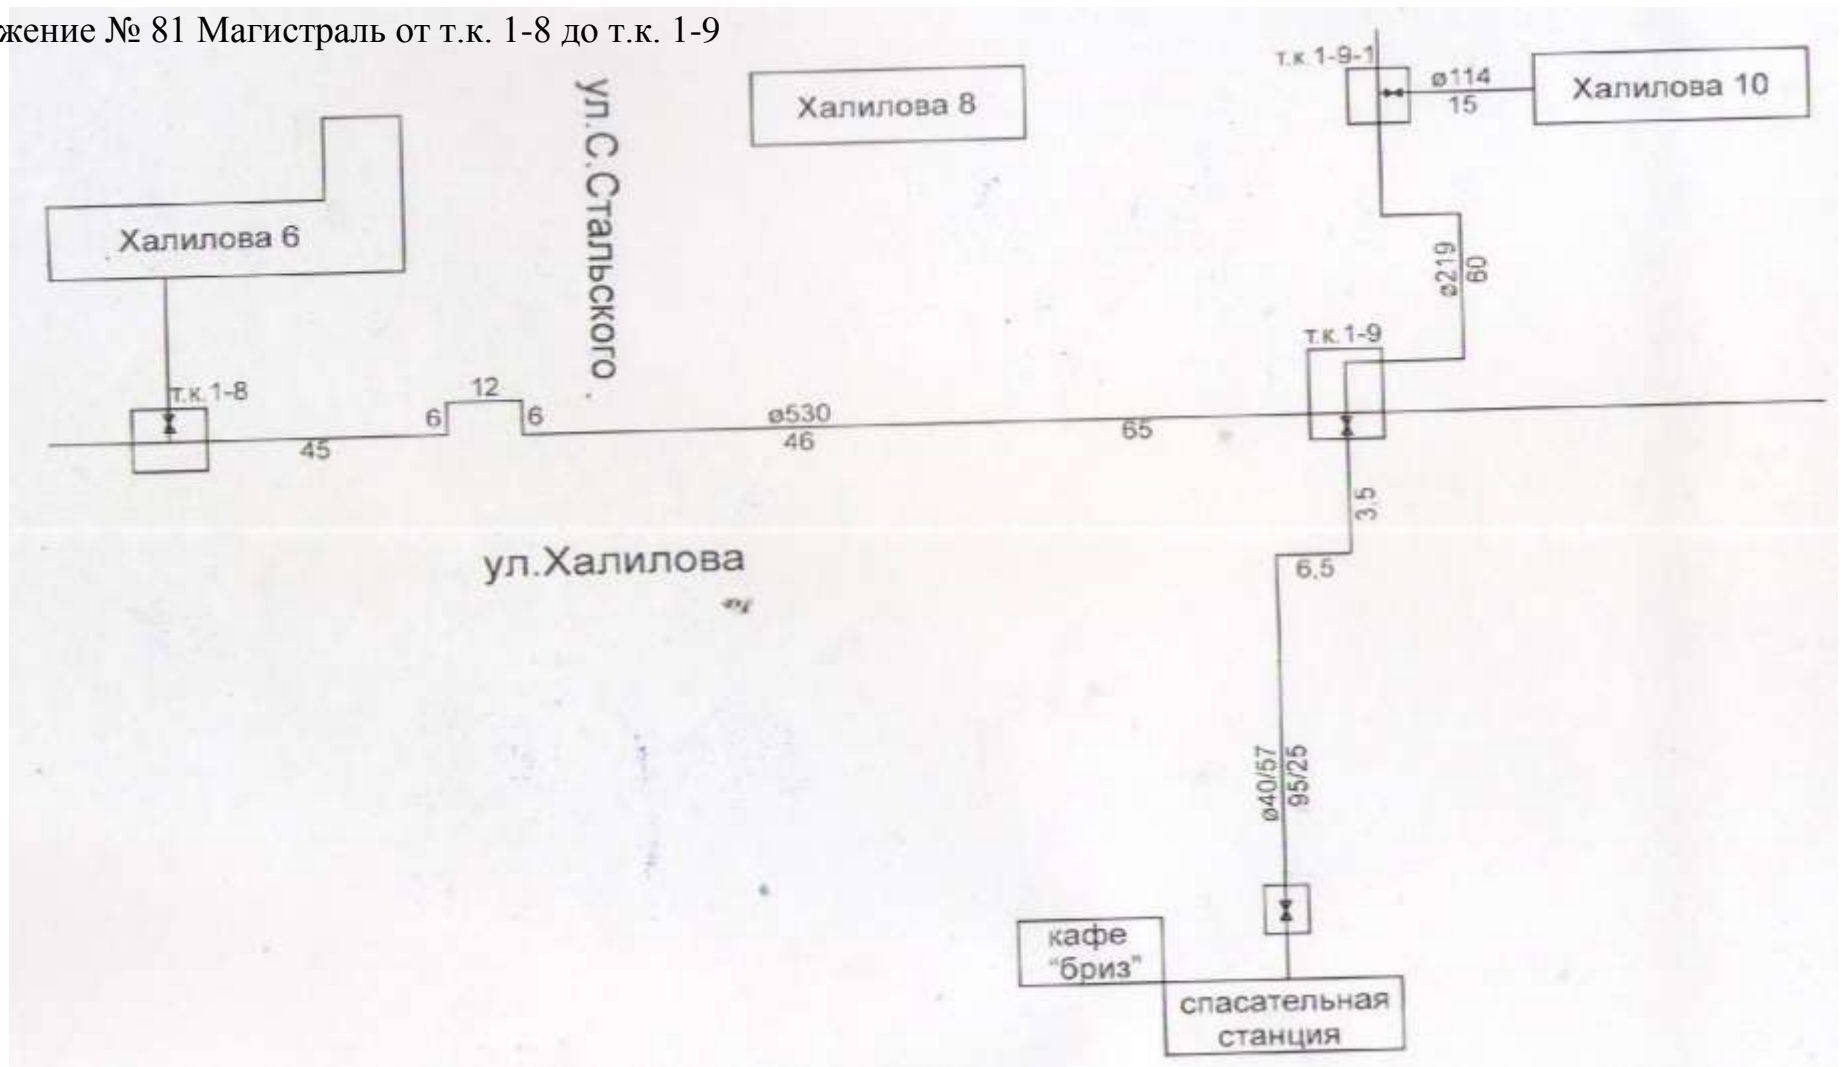 жение № 81 Магистраль от т.к. 1-8 до т.к. 1-9
т.к. 1-9-1
ø114
15
Халилова 10
Халилова 8
ул.С.Стальского
Халилова 6
ø219
60
т.к. 1-9
т.к. 1-8
12
6
6
ø530
45
46
65
3,5
ул.Халилова
6,5
ø40/57
95/25
кафе
"бриз"
спасательная
станция